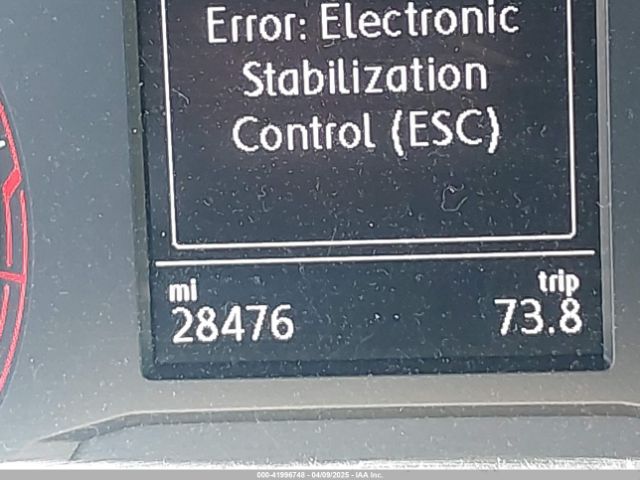 Error: Electronic
Stabilization
Control (ESC)
mi
trip
28476
73.8
000-41996748 - 04/09/2025 - IAA Inc.